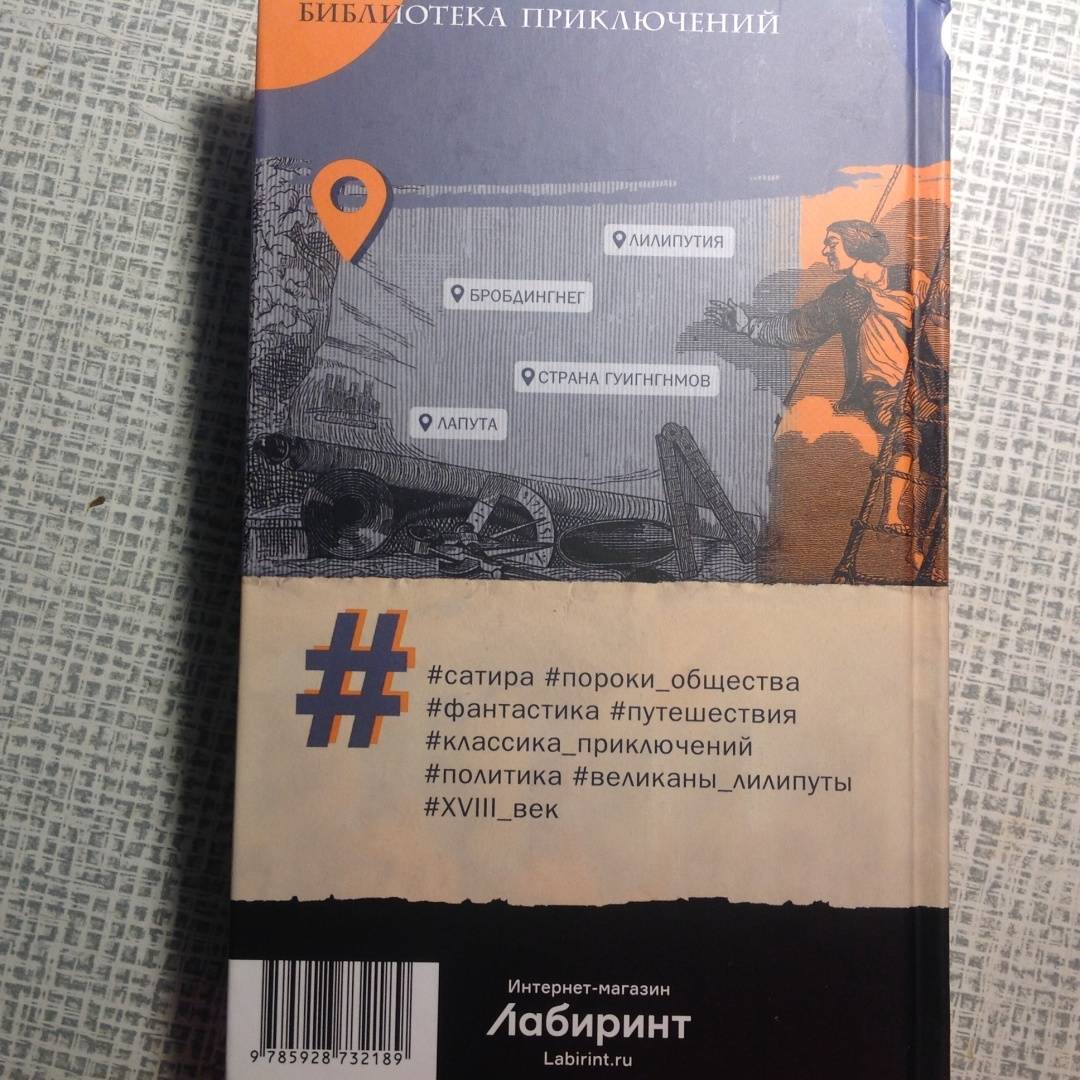 БИБЛИОТЕКА ПРИКЛЮЧЕНИЙ
ЛИЛИПУТИЯ
БРОБДИНГНЕГ
СТРАНА ГУИГНГНМОВ
ЛАПУТА
#
#сатира #пороки_общества
#фантастика #путешествия
#классика_приключений
#политика #великаны_лилипуты
#XVIII_век
Интернет-магазин
Лабиринт
Labirint.ru
9 785928 732189